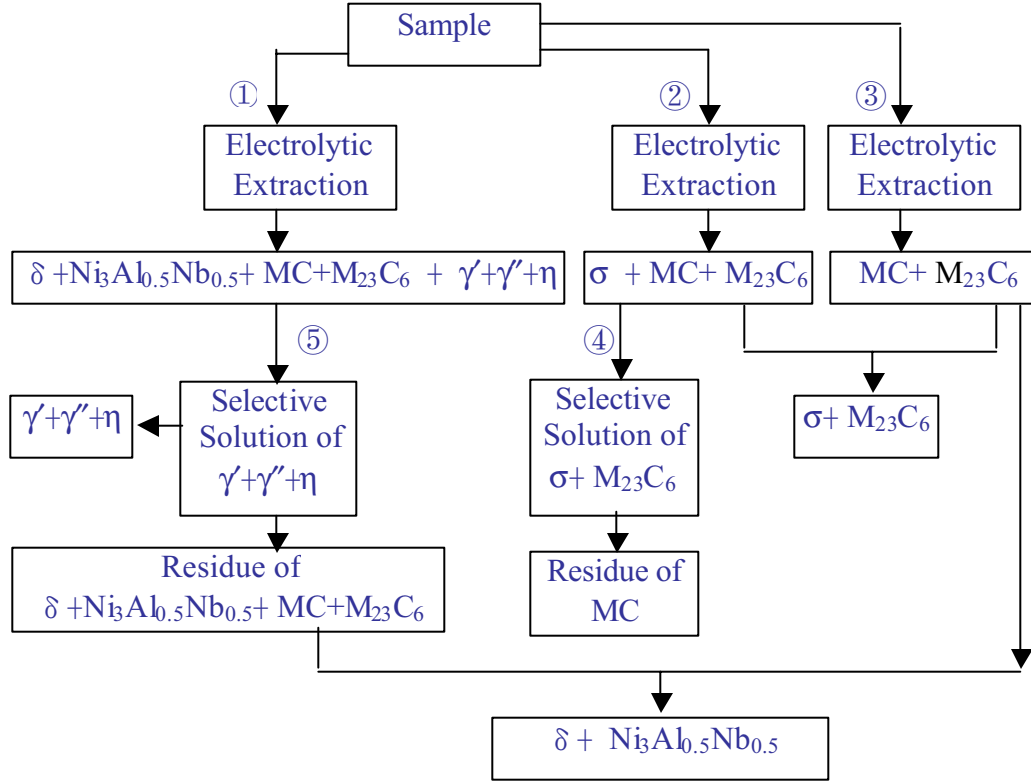 Sample
① ② ③
Electrolytic
Extraction
Electrolytic
Extraction
Electrolytic
Extraction
δ +Ni₃Al₀.₅Nb₀.₅+ MC+M₂₃C₆ + γ′+γ″+η
σ + MC+ M₂₃C₆
MC+ M₂₃C₆
⑤
④
γ′+γ″+η
Selective
Solution of
γ′+γ″+η
Selective
Solution of
σ+ M₂₃C₆
σ+ M₂₃C₆
Residue of
δ +Ni₃Al₀.₅Nb₀.₅+ MC+M₂₃C₆
Residue of
MC
δ + Ni₃Al₀.₅Nb₀.₅